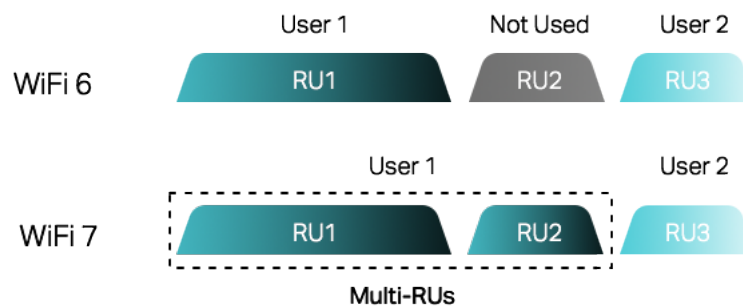 User 1 Not Used User 2
WiFi 6 RU1 RU2 RU3
User 1 User 2
WiFi 7 RU1 RU2 RU3
Multi-RUs